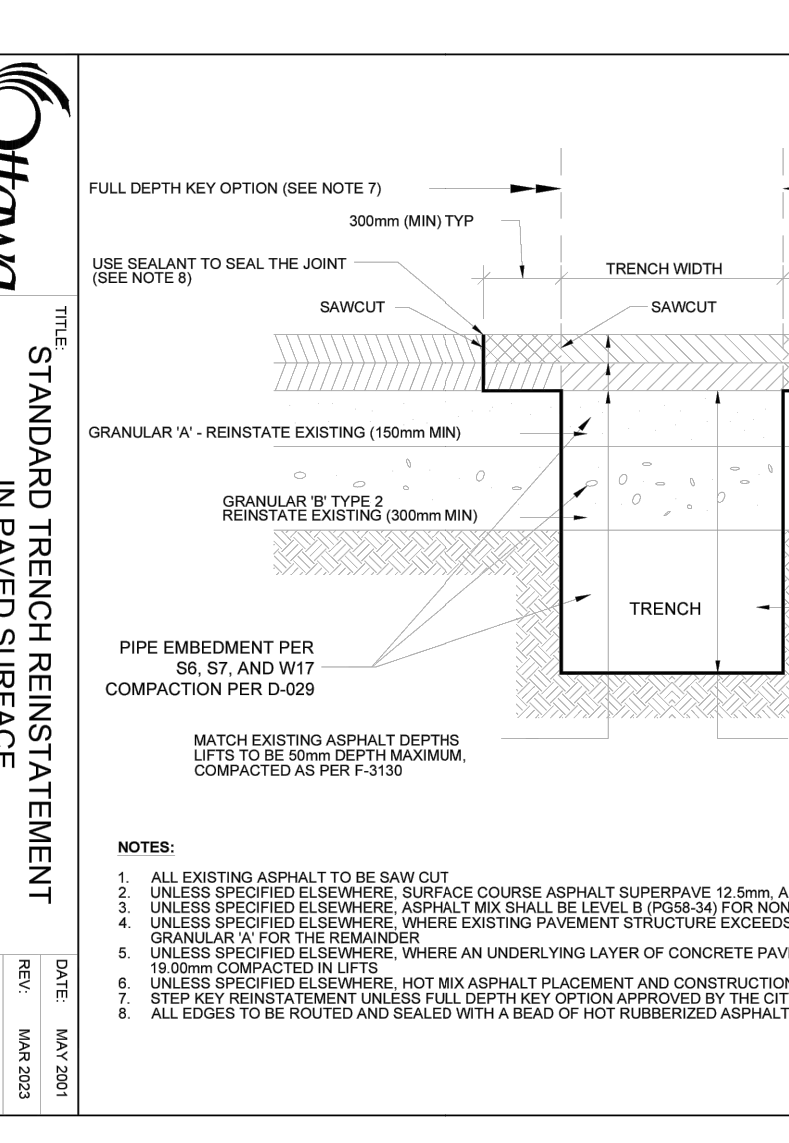 Ottawa
TITLE:
STANDARD TRENCH REINSTATEMENT
IN PAVED SURFACE
DATE: MAY 2001
REV: MAR 2023
FULL DEPTH KEY OPTION (SEE NOTE 7)
300mm (MIN) TYP
USE SEALANT TO SEAL THE JOINT
(SEE NOTE 8)
TRENCH WIDTH
SAWCUT
SAWCUT
GRANULAR 'A' - REINSTATE EXISTING (150mm MIN)
GRANULAR 'B' TYPE 2
REINSTATE EXISTING (300mm MIN)
TRENCH
PIPE EMBEDMENT PER
S6, S7, AND W17
COMPACTION PER D-029
MATCH EXISTING ASPHALT DEPTHS
LIFTS TO BE 50mm DEPTH MAXIMUM,
COMPACTED AS PER F-3130
NOTES:
1. ALL EXISTING ASPHALT TO BE SAW CUT
2. UNLESS SPECIFIED ELSEWHERE, SURFACE COURSE ASPHALT SUPERPAVE 12.5mm, A
3. UNLESS SPECIFIED ELSEWHERE, ASPHALT MIX SHALL BE LEVEL B (PG58-34) FOR NON
4. UNLESS SPECIFIED ELSEWHERE, WHERE EXISTING PAVEMENT STRUCTURE EXCEEDS
GRANULAR 'A' FOR THE REMAINDER
5. UNLESS SPECIFIED ELSEWHERE, WHERE AN UNDERLYING LAYER OF CONCRETE PAV
19.00mm COMPACTED IN LIFTS
6. UNLESS SPECIFIED ELSEWHERE, HOT MIX ASPHALT PLACEMENT AND CONSTRUCTION
7. STEP KEY REINSTATEMENT UNLESS FULL DEPTH KEY OPTION APPROVED BY THE CIT
8. ALL EDGES TO BE ROUTED AND SEALED WITH A BEAD OF HOT RUBBERIZED ASPHALT